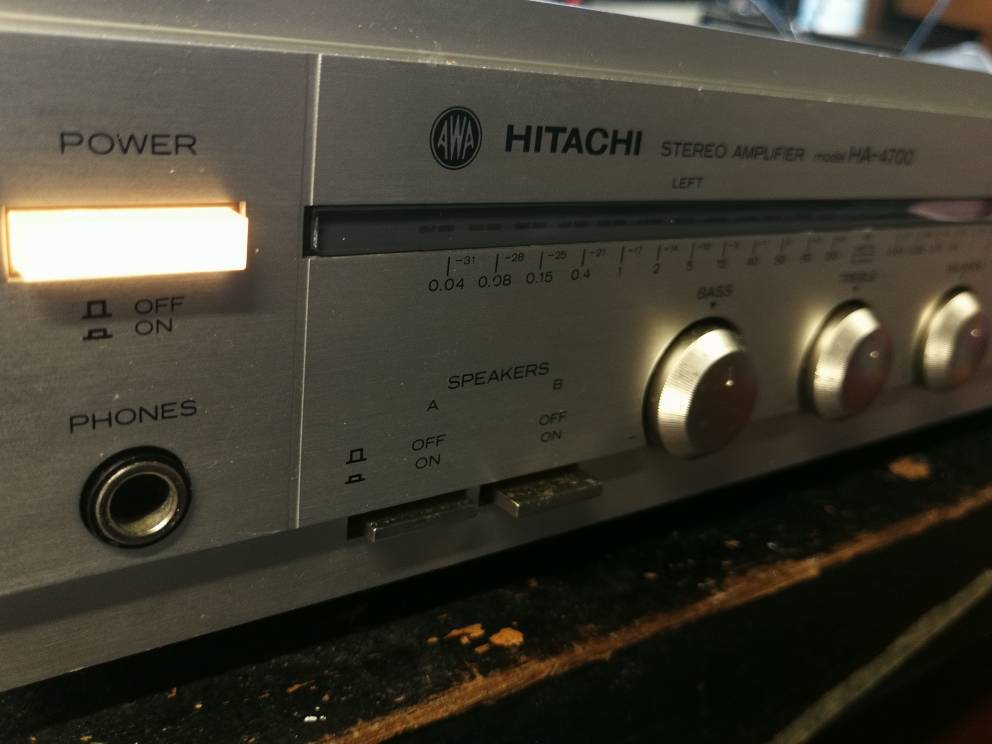 POWER
AWA HITACHI STEREO AMPLIFIER model HA-4700
LEFT
-31 -28 -25 -21 -17 -14
0.04 0.08 0.15 0.4 1 2 5 15
OFF
ON
BASS
TREBLE
PHONES
SPEAKERS
A B
OFF OFF
ON ON